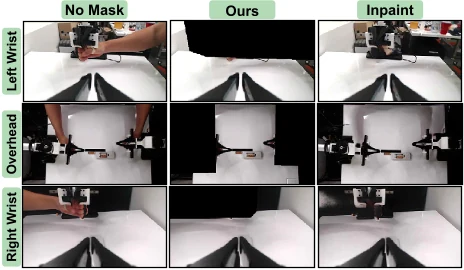 No Mask
Ours
Inpaint
Left Wrist
Overhead
Right Wrist